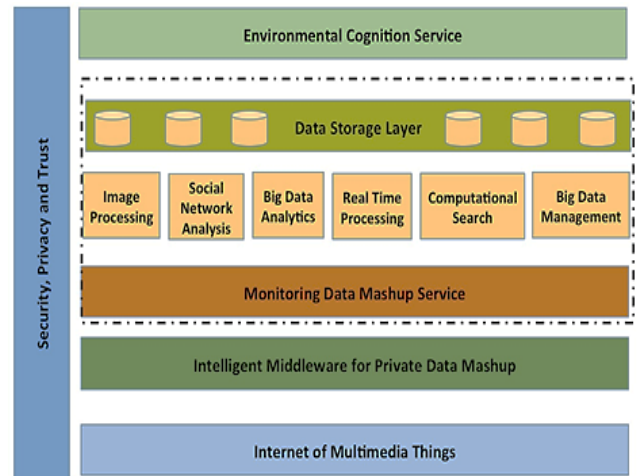 Security, Privacy and Trust
Environmental Cognition Service
Data Storage Layer
Image
Processing
Social
Network
Analysis
Big Data
Analytics
Real Time
Processing
Computational
Search
Big Data
Management
Monitoring Data Mashup Service
Intelligent Middleware for Private Data Mashup
Internet of Multimedia Things